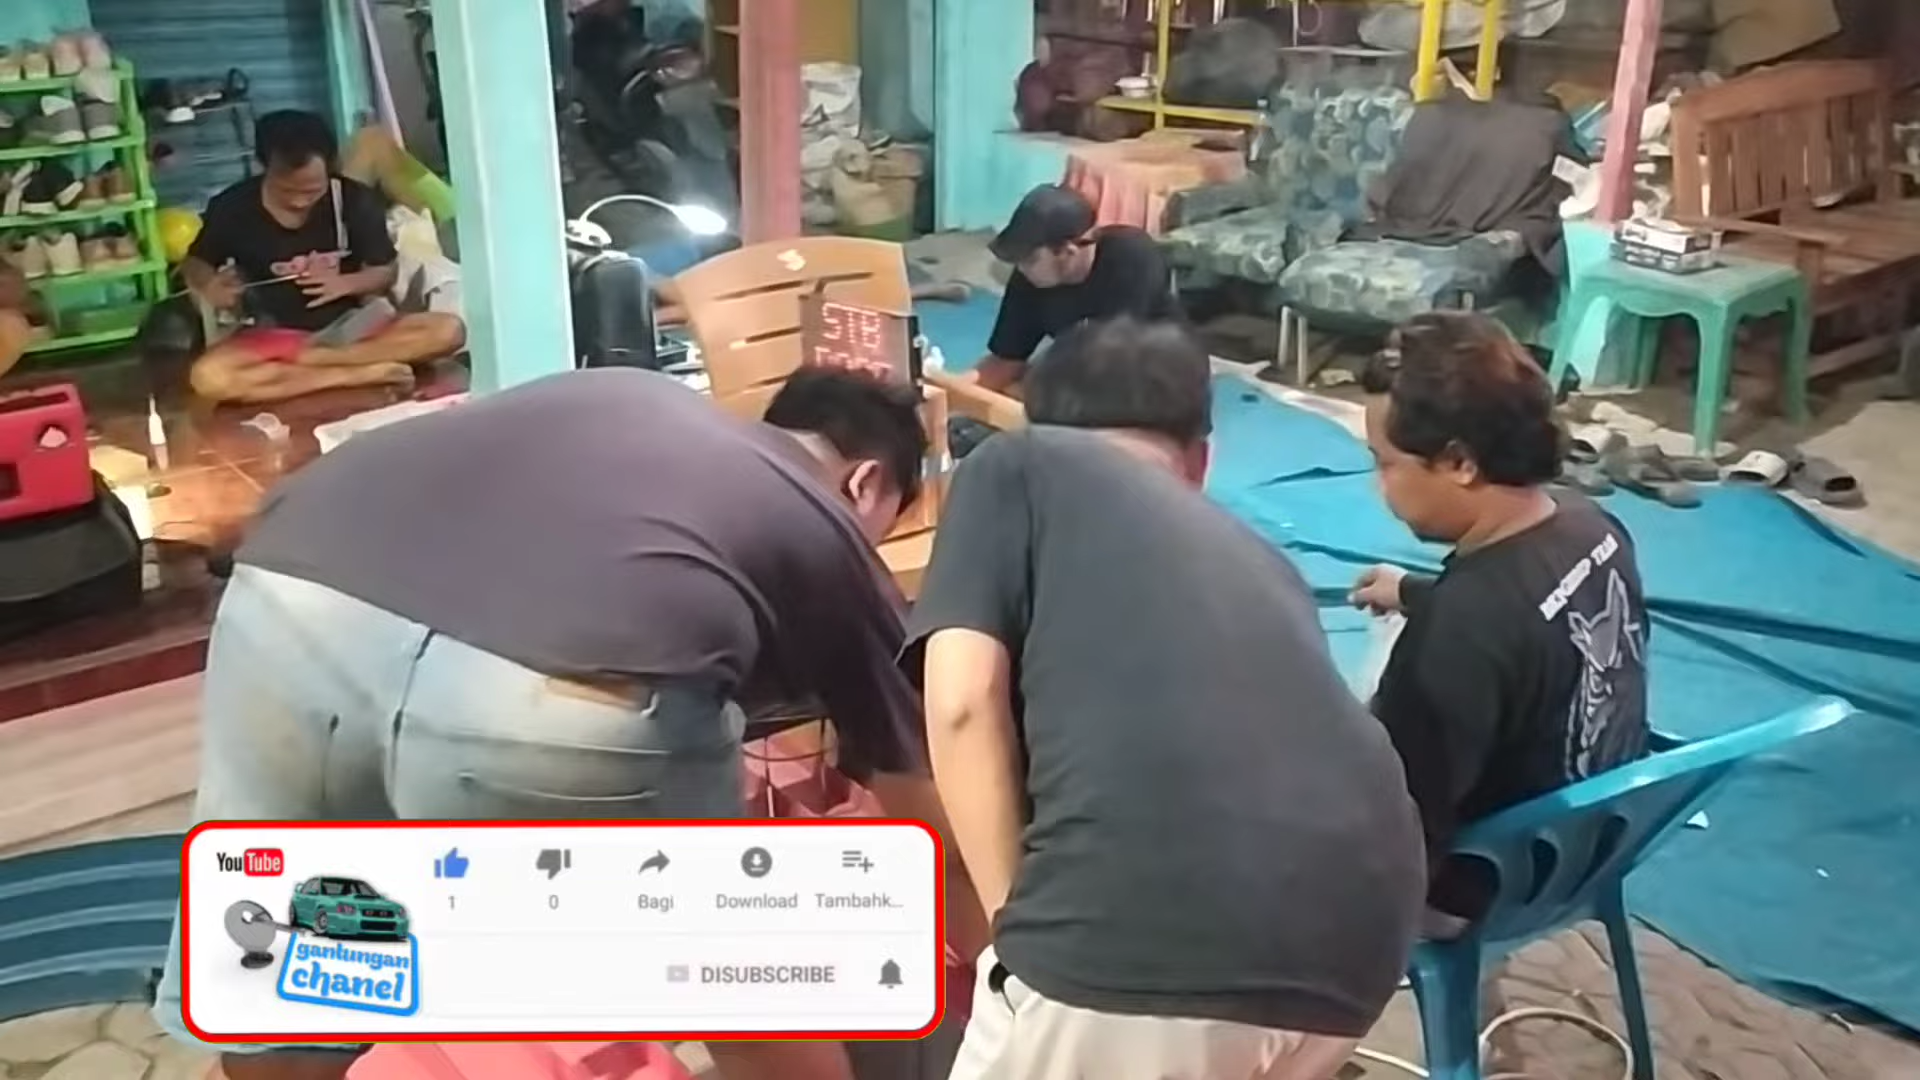 STB
YouTube
1
0
Bagi
Download
Tambahk...
gantungan
chanel
DISUBSCRIBE